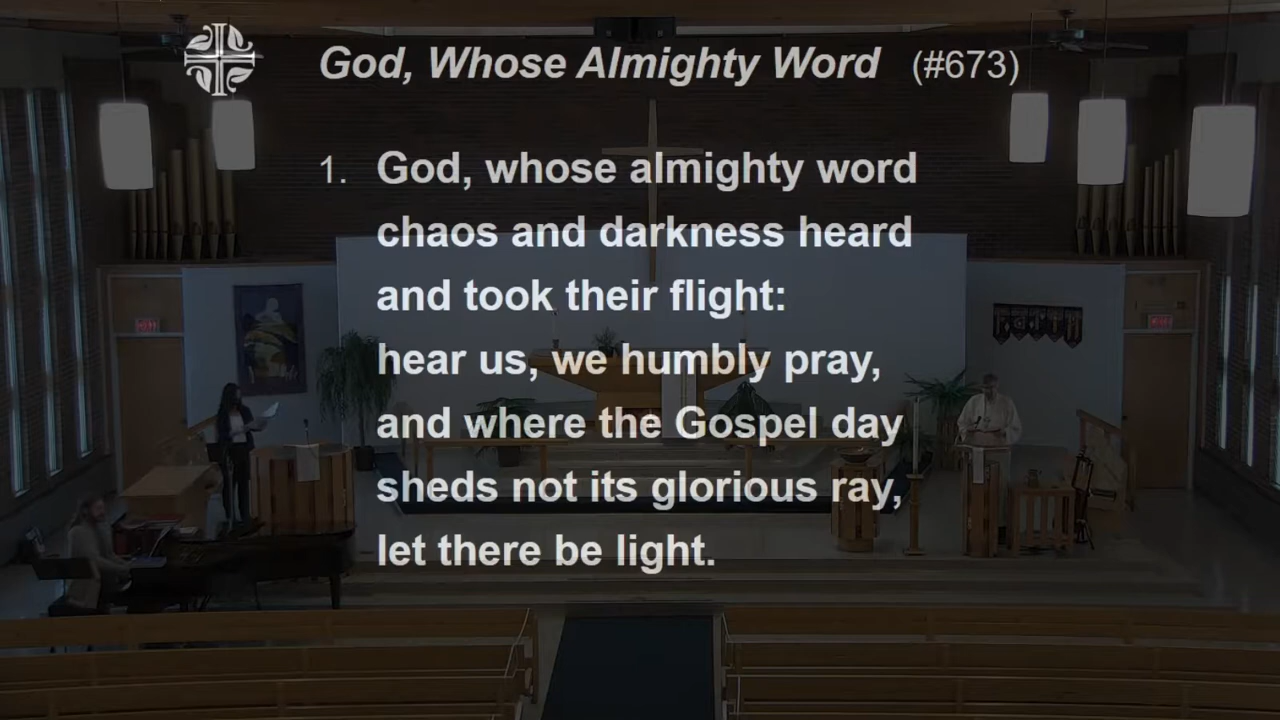 God, Whose Almighty Word (#673)
1. God, whose almighty word
chaos and darkness heard
and took their flight:
hear us, we humbly pray,
and where the Gospel day
sheds not its glorious ray,
let there be light.
FAITH